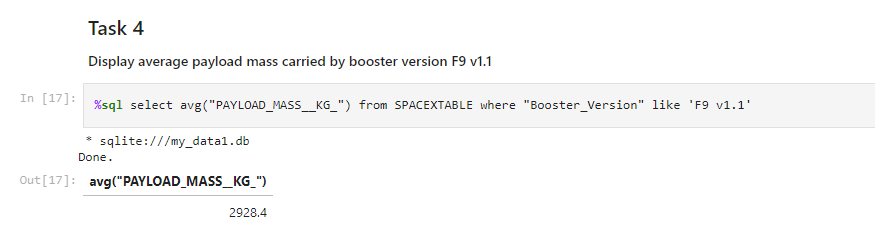 Task 4
Display average payload mass carried by booster version F9 v1.1
In [17]: %sql select avg("PAYLOAD_MASS__KG_") from SPACEXTABLE where "Booster_Version" like 'F9 v1.1'
* sqlite:///my_data1.db
Done.
Out[17]: avg("PAYLOAD_MASS__KG_")
2928.4